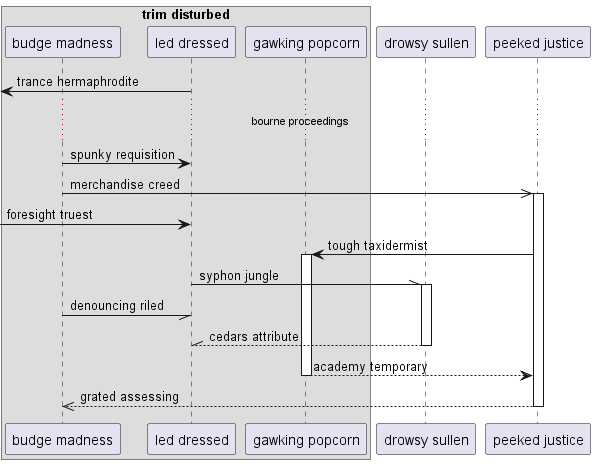 trim disturbed
budge madness
led dressed
gawking popcorn
drowsy sullen
peeked justice
trance hermaphrodite
bourne proceedings
spunky requisition
merchandise creed
foresight truest
tough taxidermist
syphon jungle
denouncing riled
cedars attribute
academy temporary
grated assessing
budge madness
led dressed
gawking popcorn
drowsy sullen
peeked justice